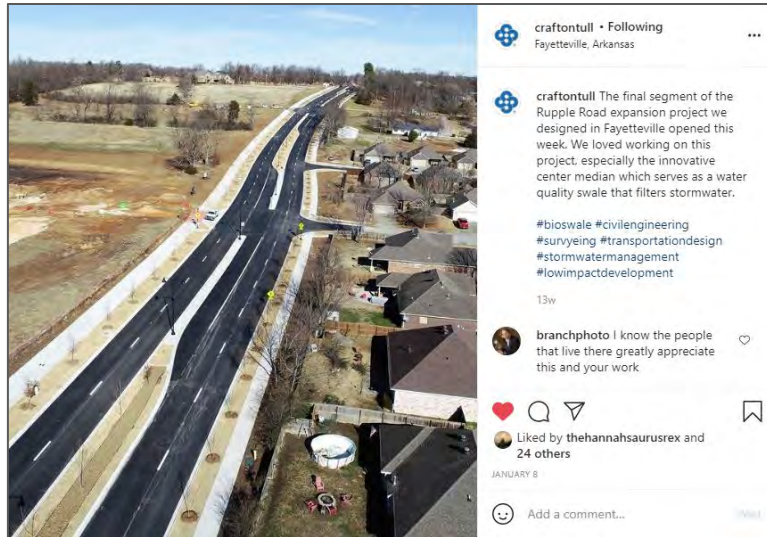 craftontull • Following
Fayetteville, Arkansas
craftontull The final segment of the
Rupple Road expansion project we
designed in Fayetteville opened this
week. We loved working on this
project, especially the innovative
center median which serves as a water
quality swale that filters stormwater.
#bioswale #civilengineering
#survyeing #transportationdesign
#stormwatermanagement
#lowimpactdevelopment
13w
branchphoto I know the people
that live there greatly appreciate
this and your work
Liked by thehannahsaurusrex and
24 others
JANUARY 8
Add a comment...
Post